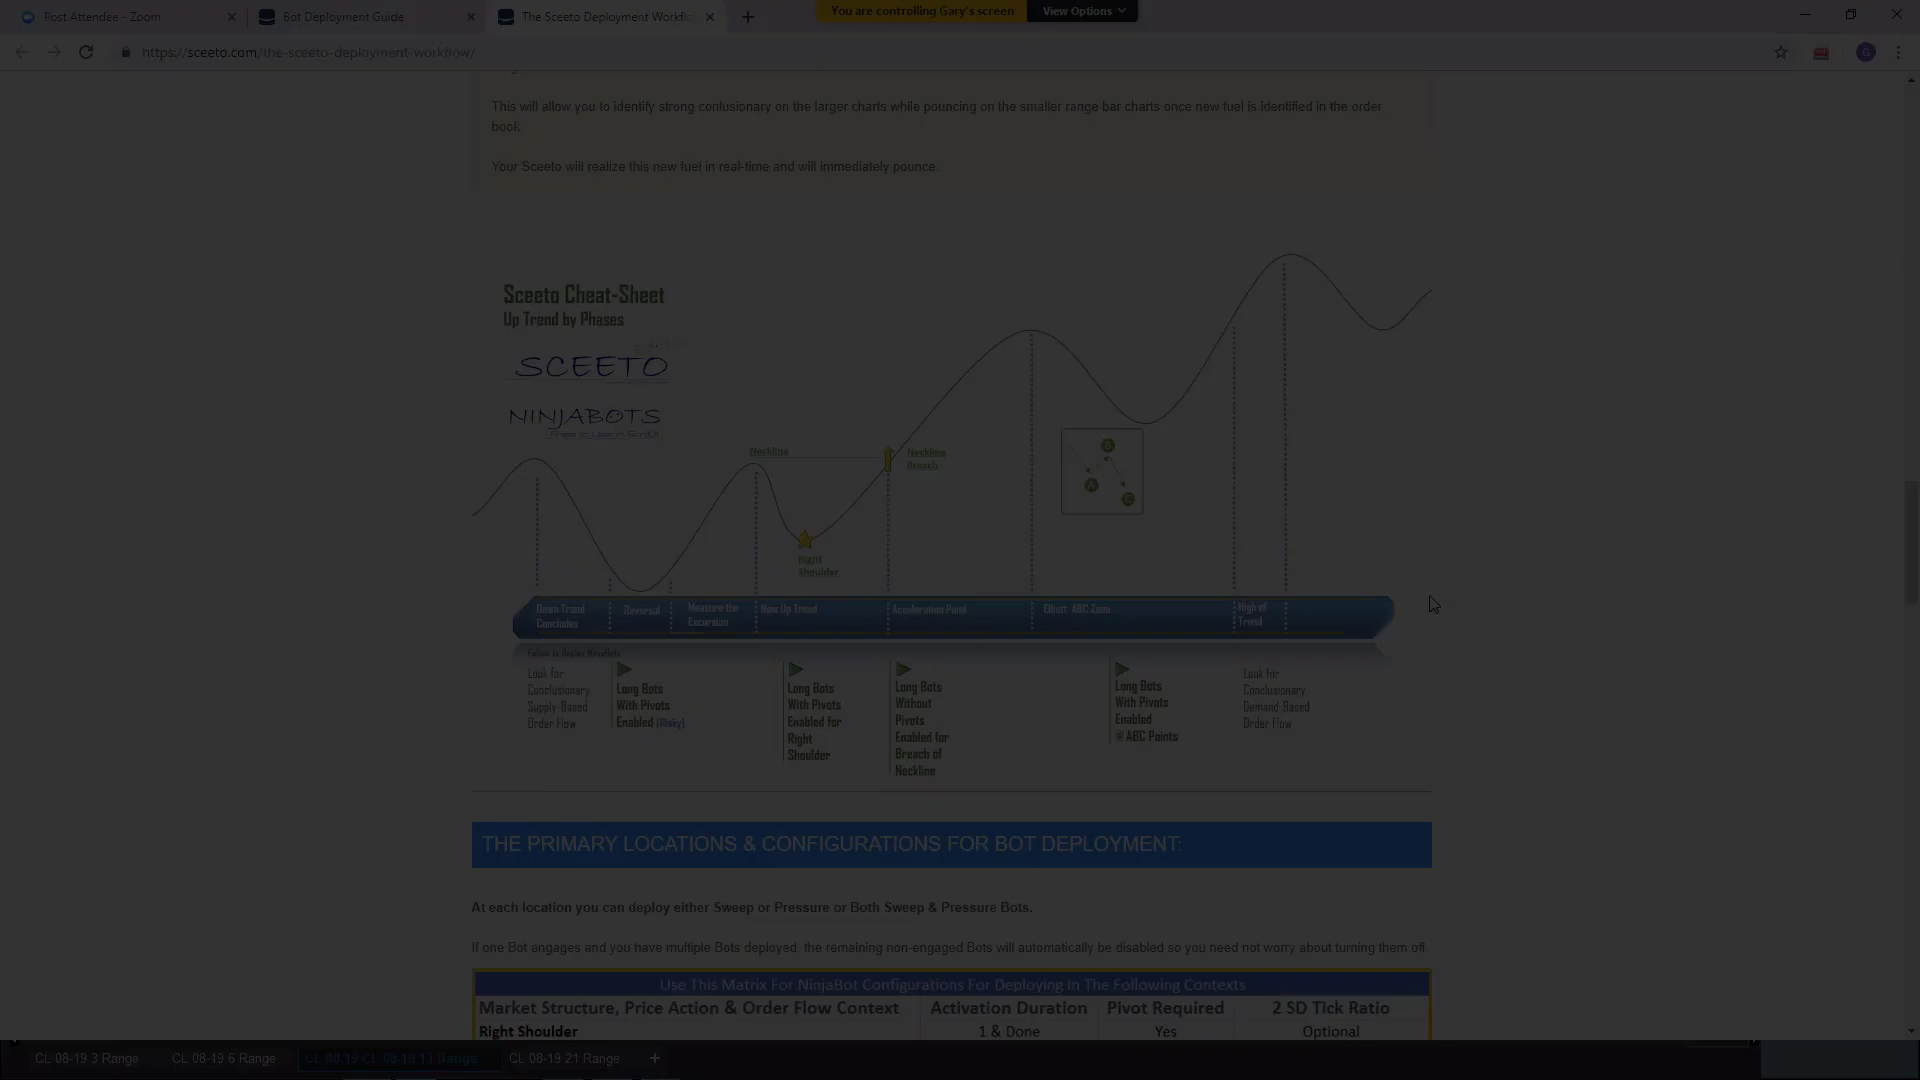 Post Attendee - Zoom
Bot Deployment Guide
The Sceeto Deployment Workflo
You are controlling Gary's screen
View Options
https://sceeto.com/the-sceeto-deployment-workflow/
G
This will allow you to identify strong conlusionary on the larger charts while pouncing on the smaller range bar charts once new fuel is identified in the order
book.
Your Sceeto will realize this new fuel in real-time and will immediately pounce.
Sceeto Cheat-Sheet
Up Trend by Phases
SCEETO
NINJABOTS
Neckline
Neckline
Breach
Right
Shoulder
B
A
C
Down Trend
Concludes
Reversal
Measure the
Excursion
New Up Trend
Acceleration Point
Elliott ABC Zone
High of
Trend
Look for
Conclusionary
Supply-Based
Order Flow
Long Bots
With Pivots
Enabled (Risky)
Long Bots
With Pivots
Enabled for
Right
Shoulder
Long Bots
Without
Pivots
Enabled for
Breach of
Neckline
Long Bots
With Pivots
Enabled
@ ABC Points
Look for
Conclusionary
Demand-Based
Order Flow
THE PRIMARY LOCATIONS & CONFIGURATIONS FOR BOT DEPLOYMENT:
At each location you can deploy either Sweep or Pressure or Both Sweep & Pressure Bots.
If one Bot engages and you have multiple Bots deployed, the remaining non-engaged Bots will automatically be disabled so you need not worry about turning them off.
Use This Matrix For NinjaBot Configurations For Deploying In The Following Contexts
Market Structure, Price Action & Order Flow Context Activation Duration Pivot Required 2 SD Tick Ratio
Right Shoulder 1 & Done Yes Optional
CL 08-19 3 Range
CL 08-19 6 Range
CL 08-19 CL 08-19 13 Range
CL 08-19 21 Range